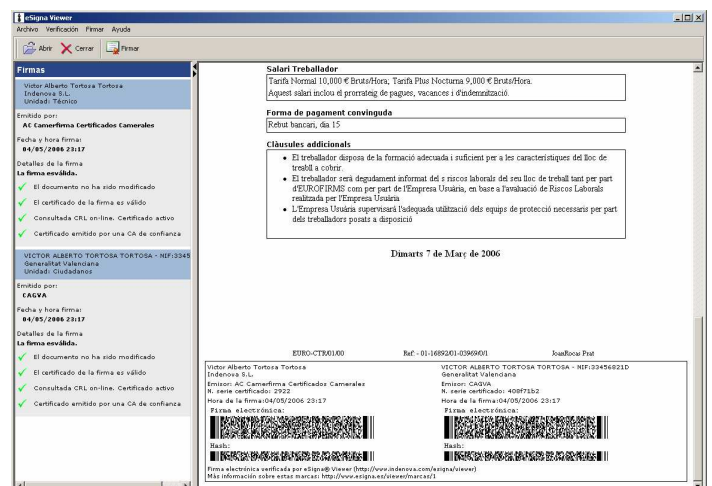 eSigna Viewer
Archivo Verificación Firmar Ayuda
Abrir Cerrar Firmar
Firmas
Victor Alberto Tortosa Tortosa
Indenova S.L.
Unidad: Técnico
Emitido por:
AC Camerfirma Certificados Camerales
Fecha y hora firma:
04/05/2006 23:17
Detalles de la firma
La firma esválida.
El documento no ha sido modificado
El certificado de la firma es válido
Consultada CRL on-line. Certificado activo
Certificado emitido por una CA de confianza
VICTOR ALBERTO TORTOSA TORTOSA - NIF:3345
Generalitat Valenciana
Unidad: Ciudadanos
Emitido por:
CAGVA
Fecha y hora firma:
04/05/2006 23:17
Detalles de la firma
La firma esválida.
El documento no ha sido modificado
El certificado de la firma es válido
Consultada CRL on-line. Certificado activo
Certificado emitido por una CA de confianza
Salari Treballador
Tarifa Normal 10,000 € Bruts/Hora; Tarifa Plus Nocturna 9,000 € Bruts/Hora.
Aquest salari inclou el prorrateig de pagues, vacances i d'indemnització.
Forma de pagament convinguda
Rebut bancari, dia 15
Clàusules addicionals
• El treballador disposa de la formació adecuada i suficient per a les característiques del lloc de
treabll a cobrir.
• El treballador serà degudament informat del s riscos laborals del seu lloc de treball tant per part
d'EUROFIRMS com per part de l'Empresa Usuária, en base a l'avaluació de Riscos Laborals
realitzada per l'Empresa Usuária
• L'Empresa Usuária supervisarà l'adequada utilització dels equips de protecció necessaris per part
dels treballadors posats a disposició
Dimarts 7 de Març de 2006
EURO-CTR/01/00 Ref: - 01-16892/01-03969/0/1 JoanRocas Prat
Victor Alberto Tortosa Tortosa
Indenova S.L.
Emisor: AC Camerfirma Certificados Camerales
N. serie certificado: 2922
Hora de la firma:04/05/2006 23:17
Firma electrónica:
Hash:
VICTOR ALBERTO TORTOSA TORTOSA - NIF:33456821D
Generalitat Valenciana
Emisor: CAGVA
N. serie certificado: 408f71b2
Hora de la firma:04/05/2006 23:17
Firma electrónica:
Hash:
Firma electrónica verificada por eSigna® Viewer (http://www.indenova.com/esigna/viewer)
Más información sobre estas marcas: http://www.esigna.es/viewer/marcas/1